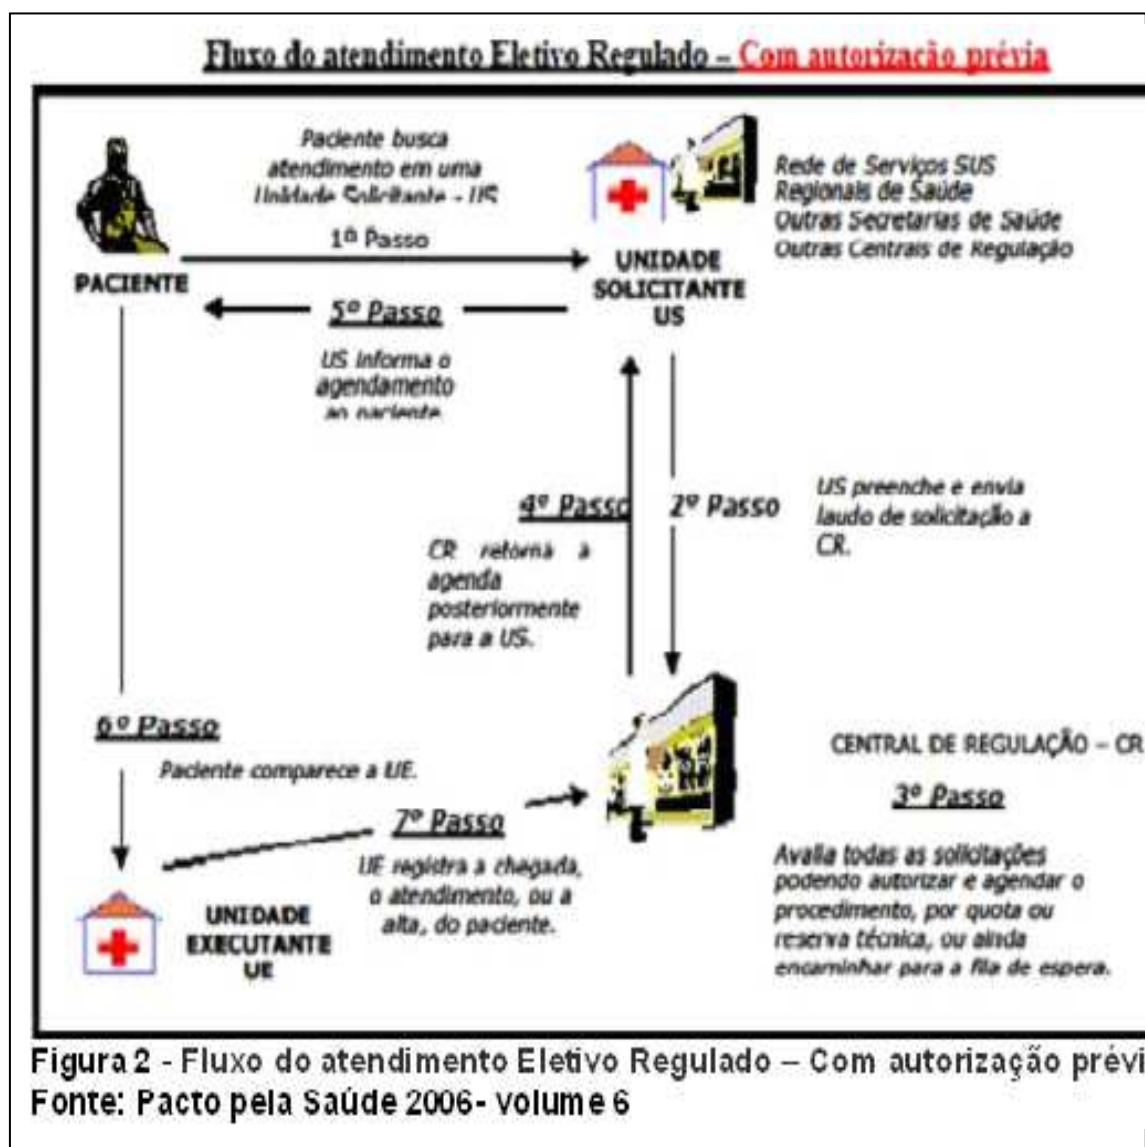 Fluxo do atendimento Eletivo Regulado – Com autorização prévia
Paciente busca
atendimento em uma
Unidade Solicitante - US
1º Passo
PACIENTE
UNIDADE
SOLICITANTE
US
Rede de Serviços SUS
Regionais de Saúde
Outras Secretarias de Saúde
Outras Centrais de Regulação
5º Passo
US informa o
agendamento
ao paciente.
4º Passo
CR retorna a
agenda
posteriormente
para a US.
2º Passo
US preenche e envia
laudo de solicitação a
CR.
6º Passo
Paciente comparece a UE.
CENTRAL DE REGULAÇÃO – CR
3º Passo
Avalia todas as solicitações
podendo autorizar e agendar o
procedimento, por quota ou
reserva técnica, ou ainda
encaminhar para a fila de espera.
7º Passo
UE registra a chegada,
o atendimento, ou a
alta, do paciente.
UNIDADE
EXECUTANTE
UE
Figura 2 - Fluxo do atendimento Eletivo Regulado – Com autorização prévi
Fonte: Pacto pela Saúde 2006- volume 6